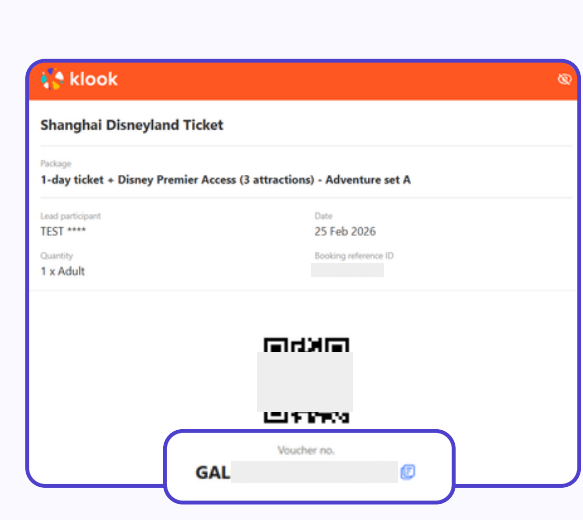 klook
Shanghai Disneyland Ticket
Package
1-day ticket + Disney Premier Access (3 attractions) - Adventure set A
Lead participant
Date
TEST ****
25 Feb 2026
Quantity
Booking reference ID
1 x Adult
Voucher no.
GAL